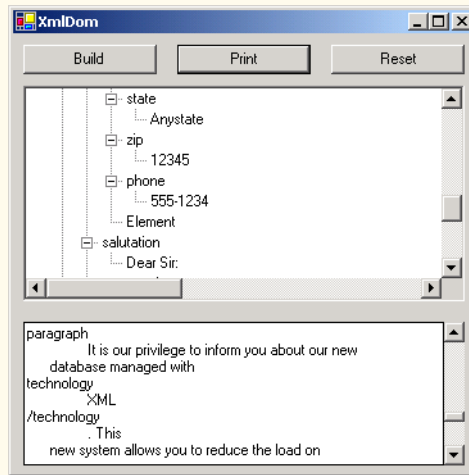 XmlDom
Build Print Reset
state
Anystate
zip
12345
phone
555-1234
Element
salutation
Dear Sir:
paragraph
It is our privilege to inform you about our new
database managed with
technology
XML
/technology
. This
new system allows you to reduce the load on